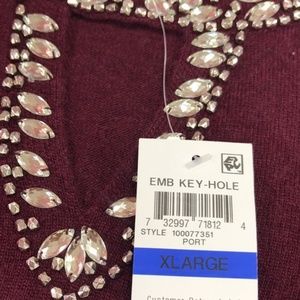 EMB KEY-HOLE
7 32997 71812 4
STYLE 100077351
PORT
XLARGE